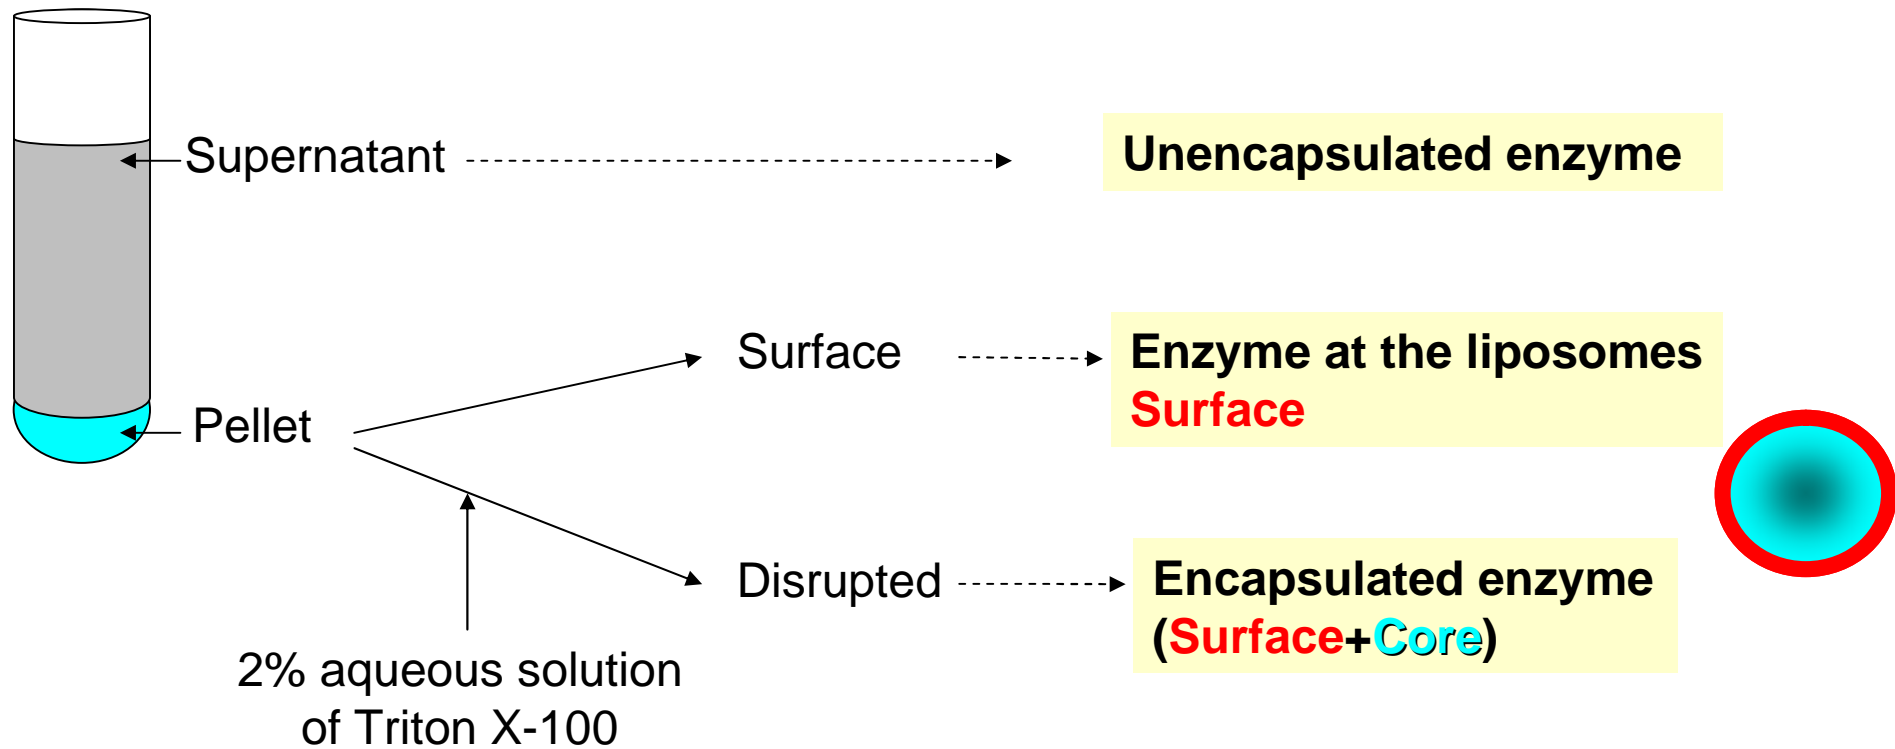 Supernatant
Unencapsulated enzyme
Surface
Enzyme at the liposomes
Surface
Pellet
Disrupted
Encapsulated enzyme
(Surface+Core)
2% aqueous solution
of Triton X-100